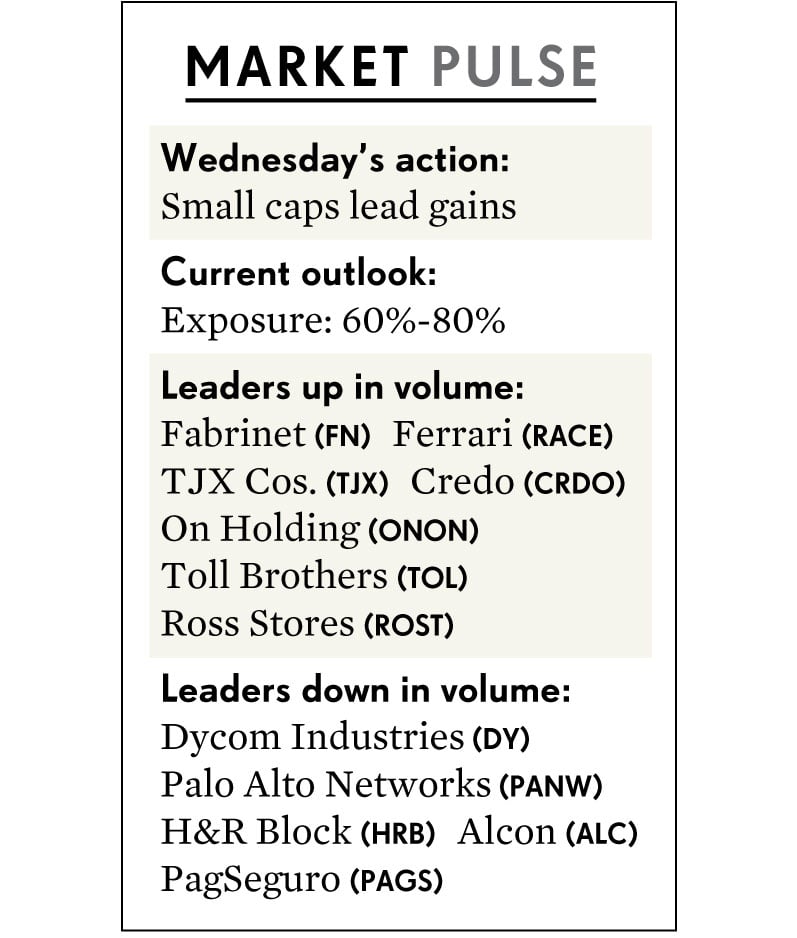 MARKET PULSE
Wednesday’s action:
Small caps lead gains
Current outlook:
Exposure: 60%-80%
Leaders up in volume:
Fabrinet (FN) Ferrari (RACE)
TJX Cos. (TJX) Credo (CRDO)
On Holding (ONON)
Toll Brothers (TOL)
Ross Stores (ROST)
Leaders down in volume:
Dycom Industries (DY)
Palo Alto Networks (PANW)
H&R Block (HRB) Alcon (ALC)
PagSeguro (PAGS)